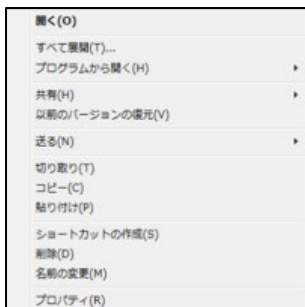 開く(O)
すべて展開(T)...
プログラムから開く(H)
共有(H)
以前のバージョンの復元(V)
送る(N)
切り取り(T)
コピー(C)
貼り付け(P)
ショートカットの作成(S)
削除(D)
名前の変更(M)
プロパティ(R)